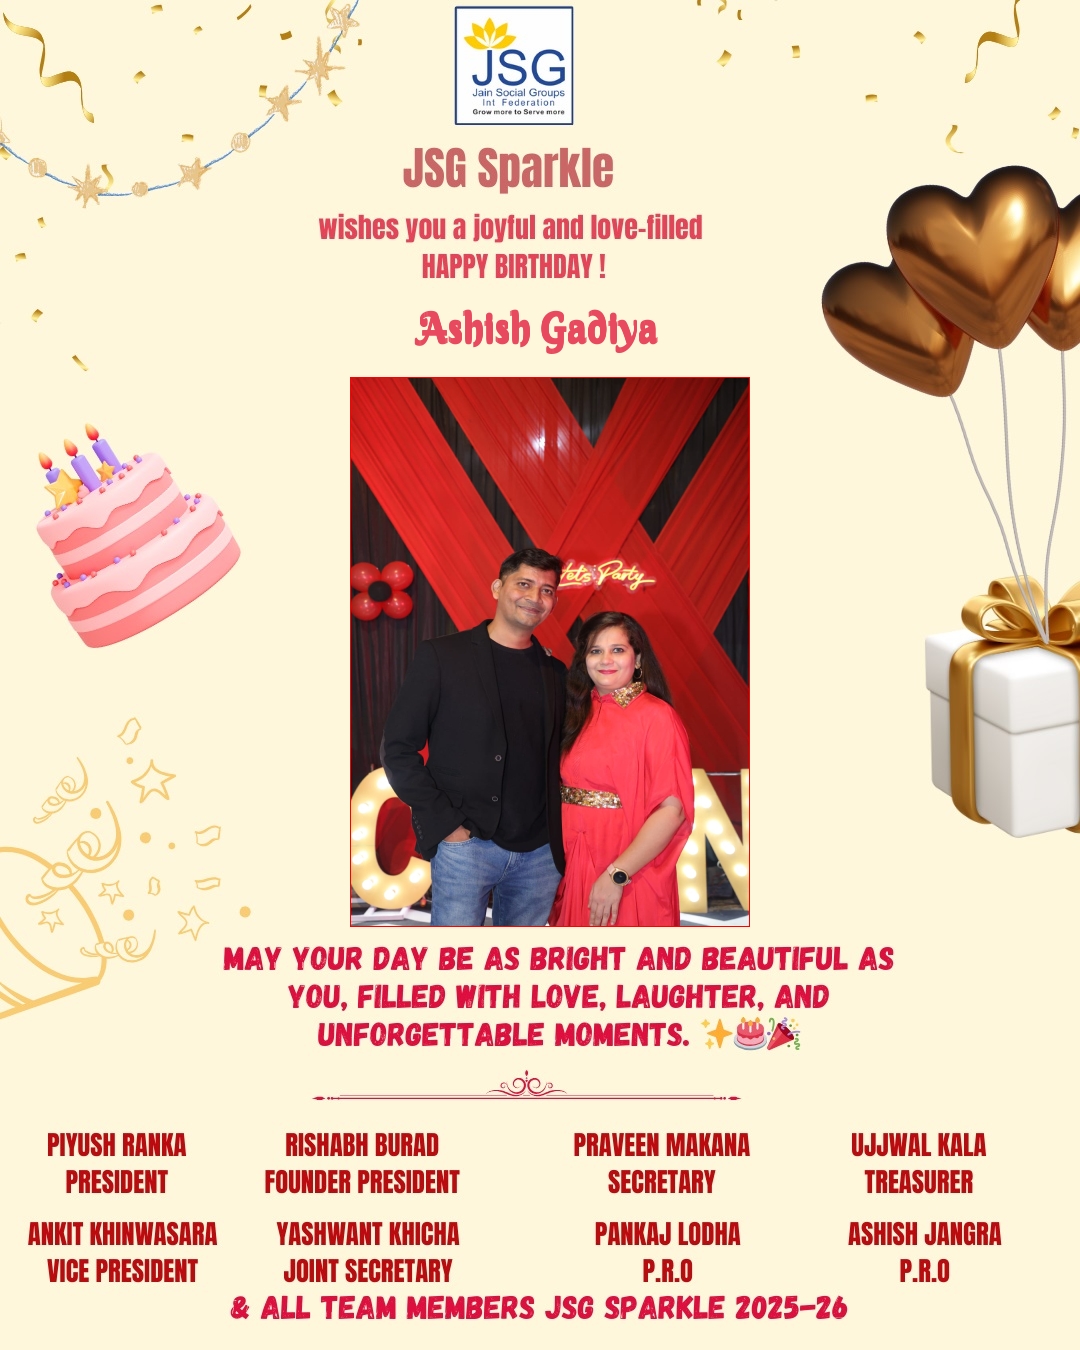 JSG
Jain Social Groups
Int Federation
Grow more to Serve more
JSG Sparkle
wishes you a joyful and love-filled
HAPPY BIRTHDAY !
Ashish Gadiya
let's Party
C N
MAY YOUR DAY BE AS BRIGHT AND BEAUTIFUL AS
YOU, FILLED WITH LOVE, LAUGHTER, AND
UNFORGETTABLE MOMENTS. ✨🎂🎉
PIYUSH RANKA
PRESIDENT
RISHABH BURAD
FOUNDER PRESIDENT
PRAVEEN MAKANA
SECRETARY
UJJWAL KALA
TREASURER
ANKIT KHINWASARA
VICE PRESIDENT
YASHWANT KHICHA
JOINT SECRETARY
PANKAJ LODHA
P.R.O
ASHISH JANGRA
P.R.O
& ALL TEAM MEMBERS JSG SPARKLE 2025-26